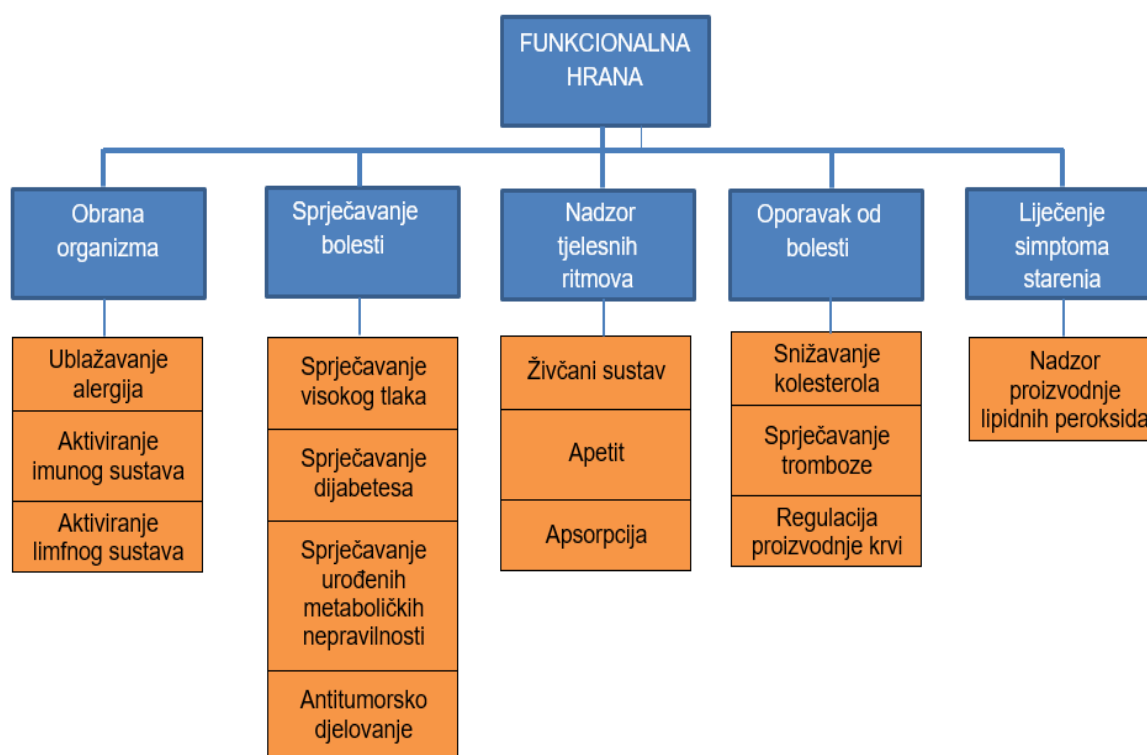 FUNKCIONALNA
HRANA
Obrana
organizma
Sprječavanje
bolesti
Nadzor
tjelesnih
ritmova
Oporavak od
bolesti
Liječenje
simptoma
starenja
Ublažavanje
alergija
Aktiviranje
imunog sustava
Aktiviranje
limfnog sustava
Sprječavanje
visokog tlaka
Sprječavanje
dijabetesa
Sprječavanje
urođenih
metaboličkih
nepravilnosti
Antitumorsko
djelovanje
Živčani sustav
Apetit
Apsorpcija
Snižavanje
kolesterola
Sprječavanje
tromboze
Regulacija
proizvodnje krvi
Nadzor
proizvodnje
lipidnih peroksida